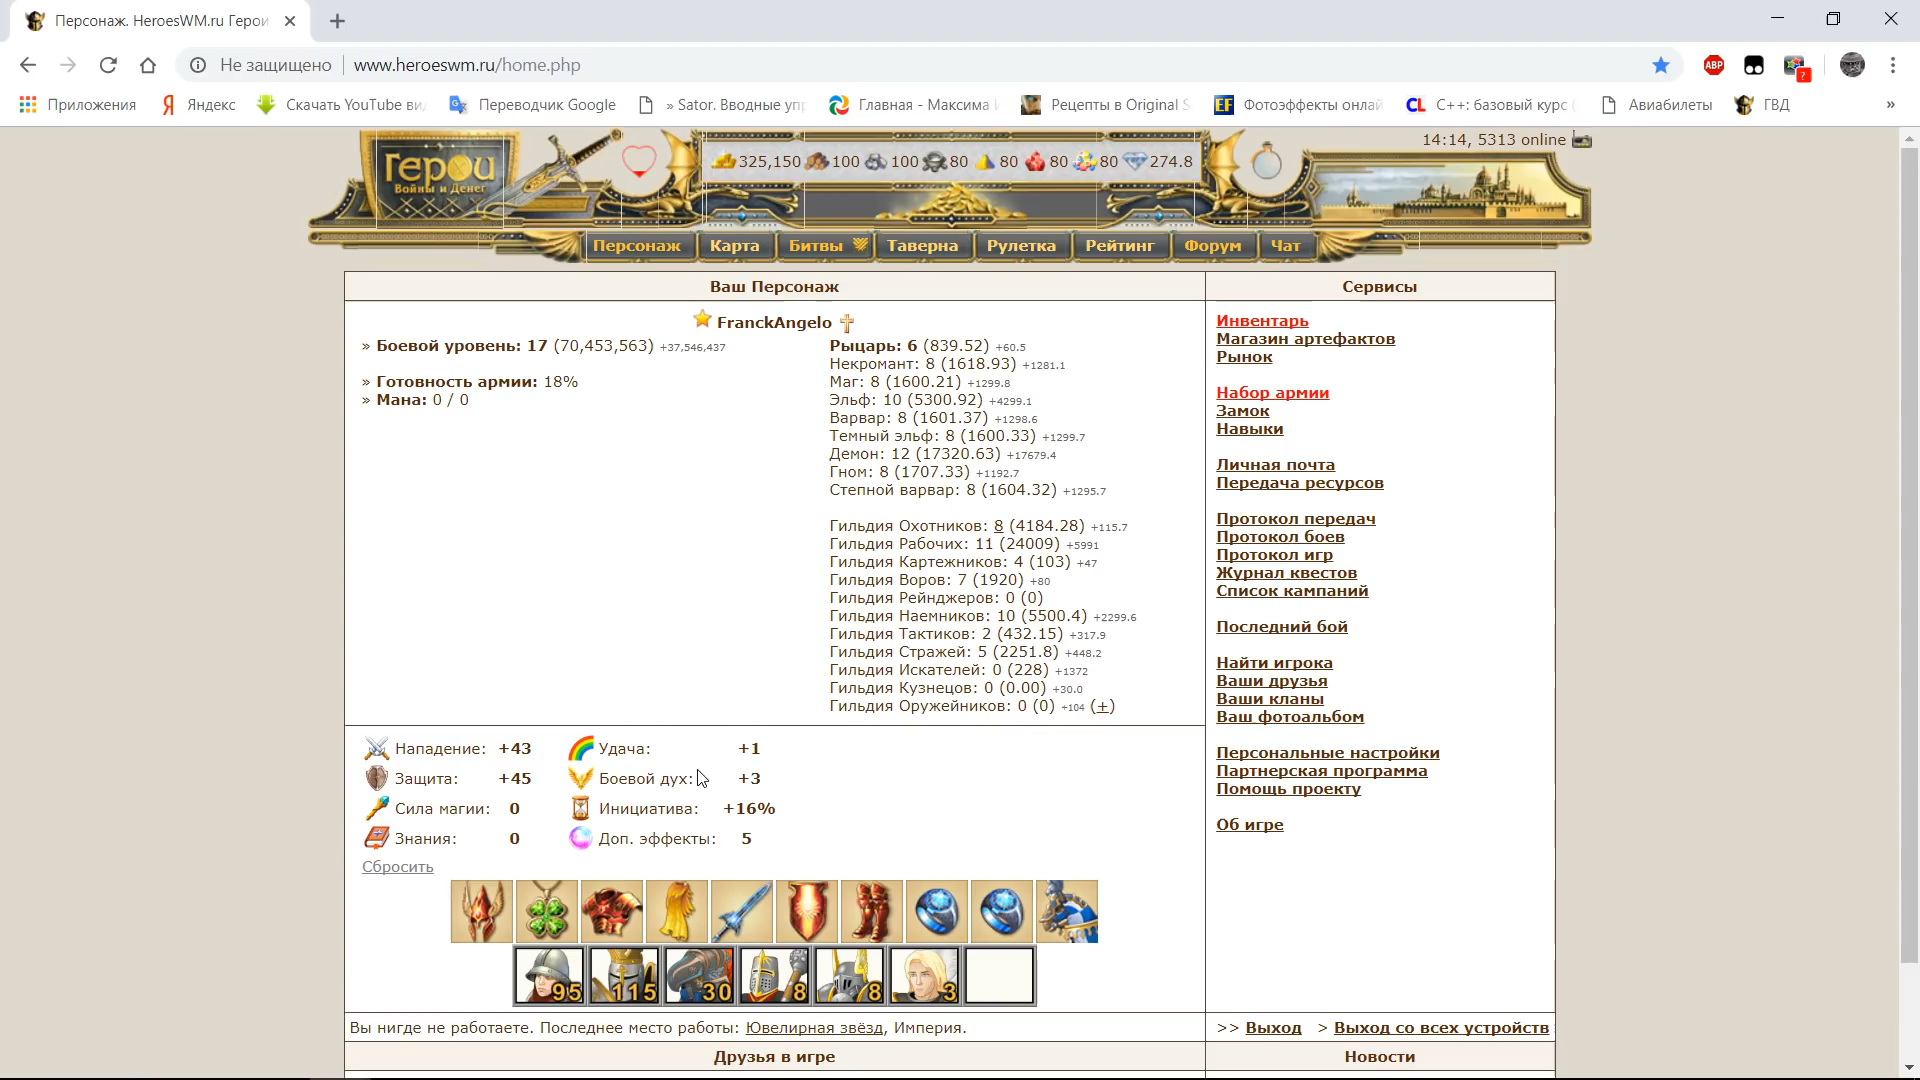 Персонаж. HeroesWM.ru Герои
Не защищено www.heroeswm.ru/home.php
ABP
?
Приложения Яндекс Скачать YouTube ви Переводчик Google » Sator. Вводные упр Главная - Максима Рецепты в Original S EF Фотоэффекты онлай CL C++: базовый курс ( Авиабилеты ГВД »
14:14, 5313 online
Герои
Войны и Денег
325,150 100 100 80 80 80 80 274.8
Персонаж Карта Битвы Таверна Рулетка Рейтинг Форум Чат
Ваш Персонаж
FranckAngelo
» Боевой уровень: 17 (70,453,563) +37,546,437
» Готовность армии: 18%
» Мана: 0 / 0
Рыцарь: 6 (839.52) +60.5
Некромант: 8 (1618.93) +1281.1
Маг: 8 (1600.21) +1299.8
Эльф: 10 (5300.92) +4299.1
Варвар: 8 (1601.37) +1298.6
Темный эльф: 8 (1600.33) +1299.7
Демон: 12 (17320.63) +17679.4
Гном: 8 (1707.33) +1192.7
Степной варвар: 8 (1604.32) +1295.7
Гильдия Охотников: 8 (4184.28) +115.7
Гильдия Рабочих: 11 (24009) +5991
Гильдия Картежников: 4 (103) +47
Гильдия Воров: 7 (1920) +80
Гильдия Рейнджеров: 0 (0)
Гильдия Наемников: 10 (5500.4) +2299.6
Гильдия Тактиков: 2 (432.15) +317.9
Гильдия Стражей: 5 (2251.8) +448.2
Гильдия Искателей: 0 (228) +1372
Гильдия Кузнецов: 0 (0.00) +30.0
Гильдия Оружейников: 0 (0) +104 (+)
Нападение: +43 Удача: +1
Защита: +45 Боевой дух: +3
Сила магии: 0 Инициатива: +16%
Знания: 0 Доп. эффекты: 5
Сбросить
95 115 30 8 8 3
Вы нигде не работаете. Последнее место работы: Ювелирная звёзд, Империя.
Друзья в игре
Сервисы
Инвентарь
Магазин артефактов
Рынок
Набор армии
Замок
Навыки
Личная почта
Передача ресурсов
Протокол передач
Протокол боев
Протокол игр
Журнал квестов
Список кампаний
Последний бой
Найти игрока
Ваши друзья
Ваши кланы
Ваш фотоальбом
Персональные настройки
Партнерская программа
Помощь проекту
Об игре
>> Выход > Выход со всех устройств
Новости